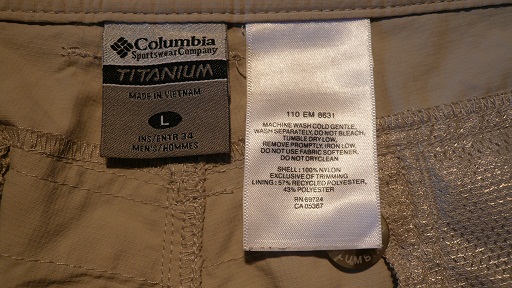 Columbia
Sportswear Company
TITANIUM
MADE IN VIETNAM
L
INS/ENTR 34
MEN'S/HOMMES
110 EM 8631
MACHINE WASH COLD GENTLE,
WASH SEPARATELY, DO NOT BLEACH,
TUMBLE DRY LOW,
REMOVE PROMPTLY, IRON LOW.
DO NOT USE FABRIC SOFTENER.
DO NOT DRYCLEAN
SHELL: 100% NYLON
EXCLUSIVE OF TRIMMING
LINING: 57% RECYCLED POLYESTER,
43% POLYESTER
RN 69724
CA 05367